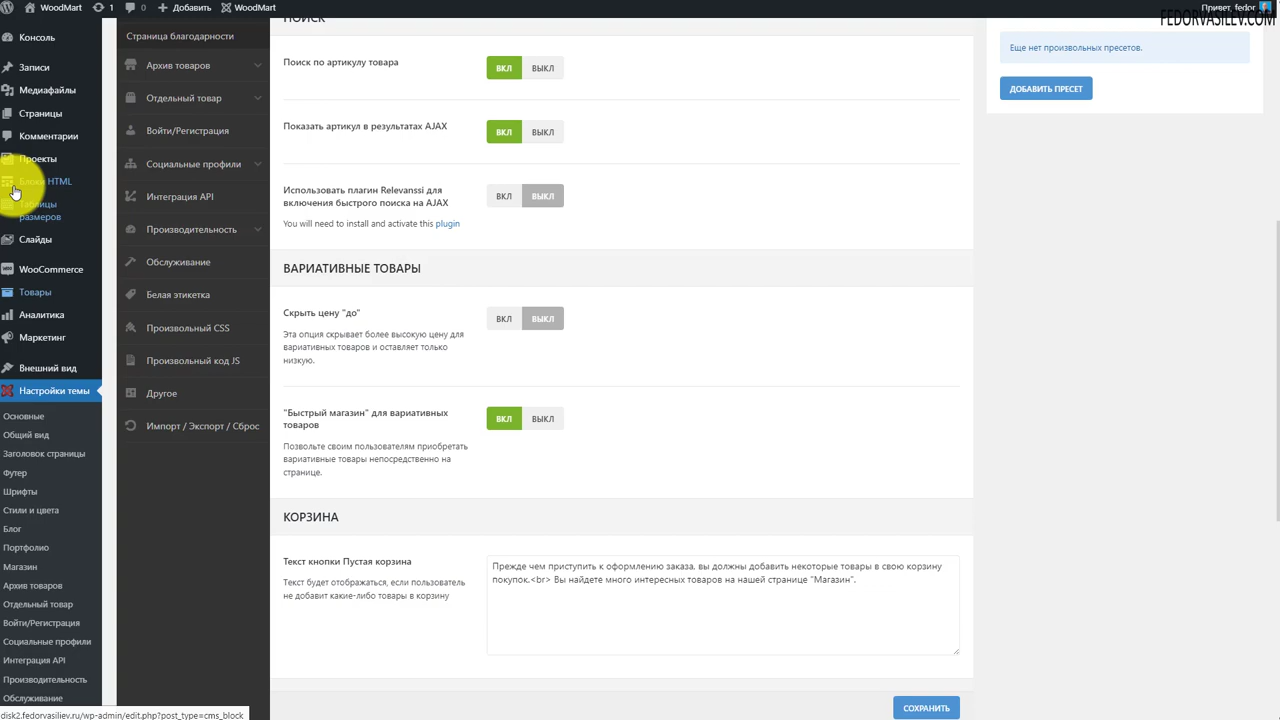 WoodMart
1
0
Добавить
WoodMart
Привет, fedor
FEDORVASILEV.COM
Консоль
Записи
Медиафайлы
Страницы
Комментарии
Проекты
Блоки HTML
Таблицы
размеров
Слайды
WooCommerce
Товары
Аналитика
Маркетинг
Внешний вид
Настройки темы
Основные
Общий вид
Заголовок страницы
Футер
Шрифты
Стили и цвета
Блог
Портфолио
Магазин
Архив товаров
Отдельный товар
Войти/Регистрация
Социальные профили
Интеграция API
Производительность
Обслуживание
disk2.fedorvasiliev.ru/wp-admin/edit.php?post_type=cms_block
Страница благодарности
Архив товаров
Отдельный товар
Войти/Регистрация
Социальные профили
Интеграция API
Производительность
Обслуживание
Белая этикетка
Произвольный CSS
Произвольный код JS
Другое
Импорт / Экспорт / Сброс
ПОИСК
Поиск по артикулу товара
ВКЛ ВЫКЛ
Показать артикул в результатах AJAX
ВКЛ ВЫКЛ
Использовать плагин Relevanssi для
включения быстрого поиска на AJAX
ВКЛ ВЫКЛ
You will need to install and activate this plugin
ВАРИАТИВНЫЕ ТОВАРЫ
Скрыть цену "до"
ВКЛ ВЫКЛ
Эта опция скрывает более высокую цену для
вариативных товаров и оставляет только
низкую.
"Быстрый магазин" для вариативных
товаров
ВКЛ ВЫКЛ
Позвольте своим пользователям приобретать
вариативные товары непосредственно на
странице.
КОРЗИНА
Текст кнопки Пустая корзина
Текст будет отображаться, если пользователь
не добавит какие-либо товары в корзину
Прежде чем приступить к оформлению заказа, вы должны добавить некоторые товары в свою корзину
покупок.<br> Вы найдете много интересных товаров на нашей странице "Магазин".
СОХРАНИТЬ
Еще нет произвольных пресетов.
ДОБАВИТЬ ПРЕСЕТ